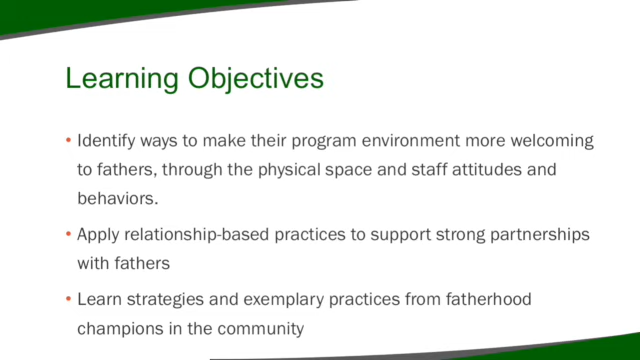 Learning Objectives
• Identify ways to make their program environment more welcoming
to fathers, through the physical space and staff attitudes and
behaviors.
• Apply relationship-based practices to support strong partnerships
with fathers
• Learn strategies and exemplary practices from fatherhood
champions in the community